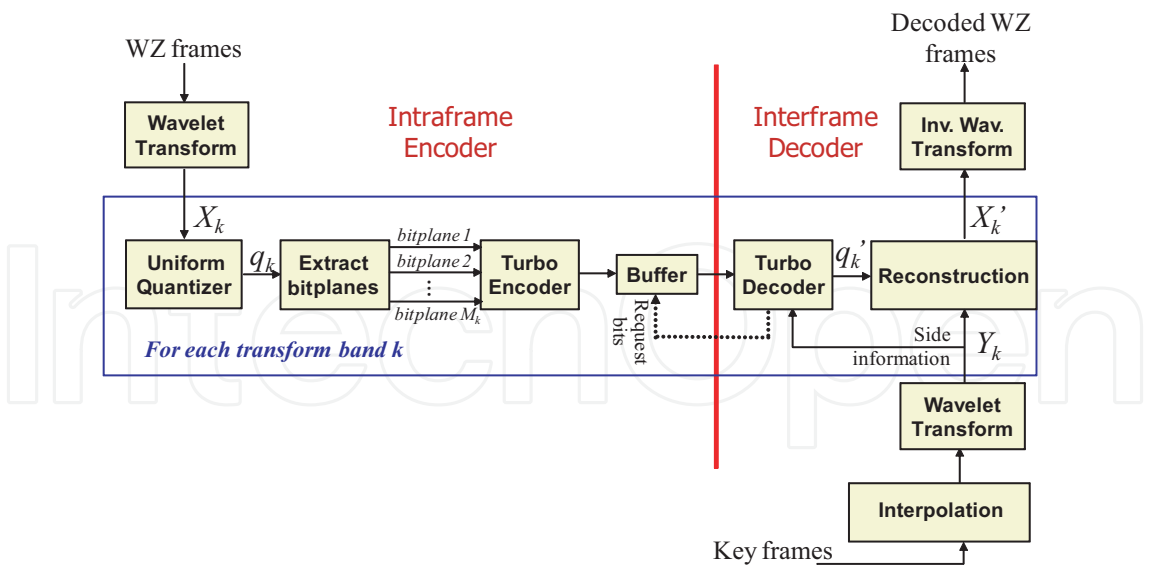 WZ frames
Decoded WZ
frames
Wavelet
Transform
Intraframe
Encoder
Interframe
Decoder
Inv. Wav.
Transform
X_k
X_k’
Uniform
Quantizer
q_k
Extract
bitplanes
bitplane 1
bitplane 2
⋮
bitplane M_k
Turbo
Encoder
Buffer
Request
bits
Turbo
Decoder
q_k’
Reconstruction
Side
information
Y_k
For each transform band k
Wavelet
Transform
Interpolation
Key frames
IntechOpen